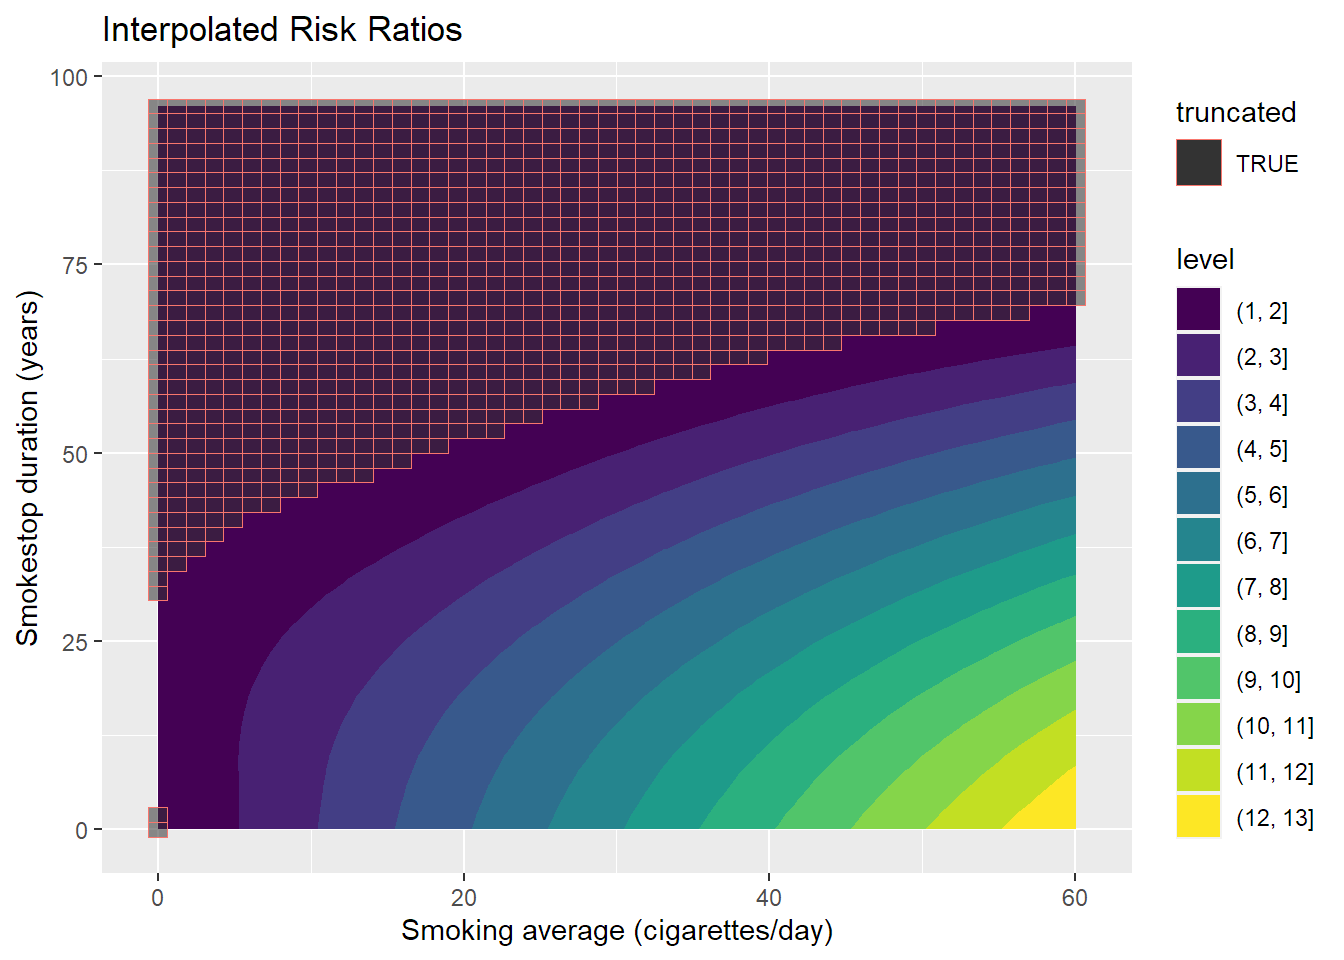 Interpolated Risk Ratios
100
75
50
25
0
0 20 40 60
Smokestop duration (years)
Smoking average (cigarettes/day)
truncated
TRUE
level
(1, 2]
(2, 3]
(3, 4]
(4, 5]
(5, 6]
(6, 7]
(7, 8]
(8, 9]
(9, 10]
(10, 11]
(11, 12]
(12, 13]